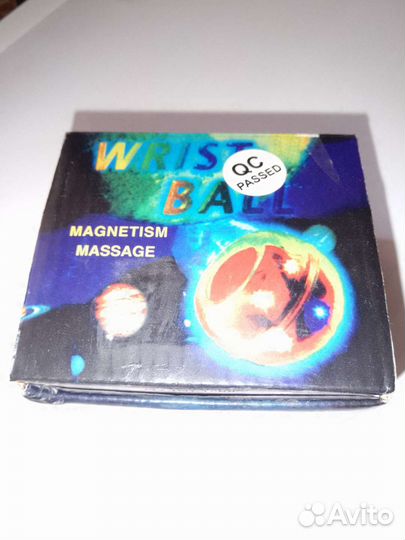 WRIST
BALL
QC
PASSED
MAGNETISM
MASSAGE
Avito